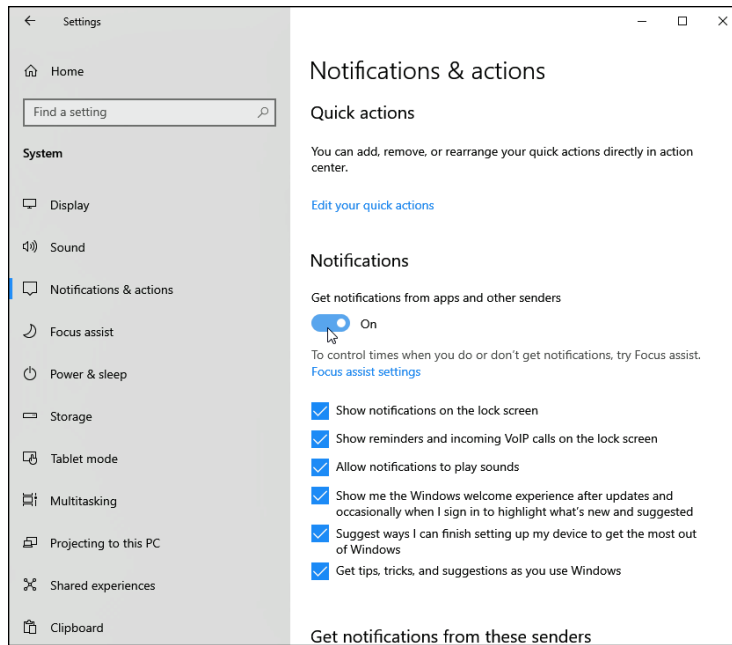 Settings
Home
Find a setting
System
Display
Sound
Notifications & actions
Focus assist
Power & sleep
Storage
Tablet mode
Multitasking
Projecting to this PC
Shared experiences
Clipboard
Notifications & actions
Quick actions
You can add, remove, or rearrange your quick actions directly in action
center.
Edit your quick actions
Notifications
Get notifications from apps and other senders
On
To control times when you do or don't get notifications, try Focus assist.
Focus assist settings
Show notifications on the lock screen
Show reminders and incoming VoIP calls on the lock screen
Allow notifications to play sounds
Show me the Windows welcome experience after updates and
occasionally when I sign in to highlight what's new and suggested
Suggest ways I can finish setting up my device to get the most out
of Windows
Get tips, tricks, and suggestions as you use Windows
Get notifications from these senders